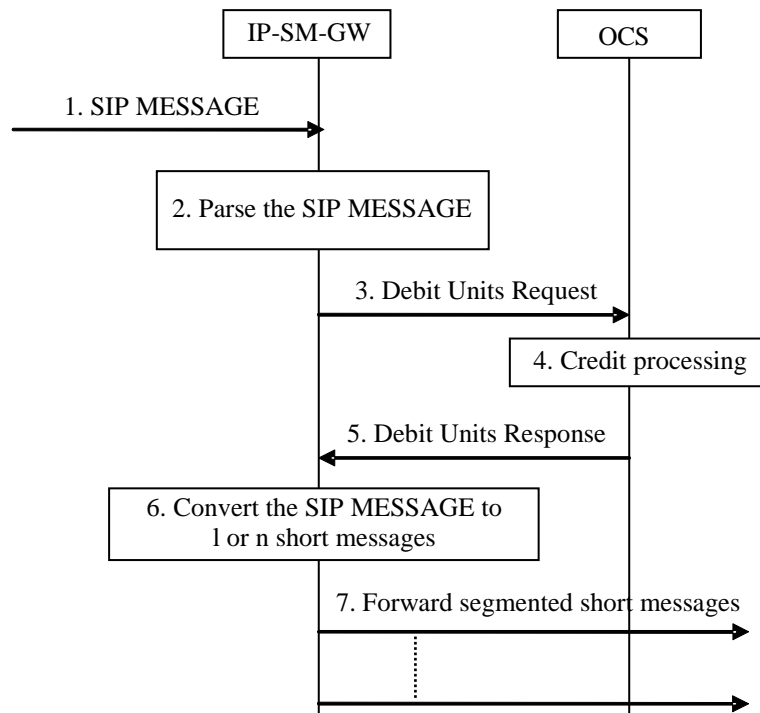 IP-SM-GW
OCS
1. SIP MESSAGE
2. Parse the SIP MESSAGE
3. Debit Units Request
4. Credit processing
5. Debit Units Response
6. Convert the SIP MESSAGE to
l or n short messages
7. Forward segmented short messages